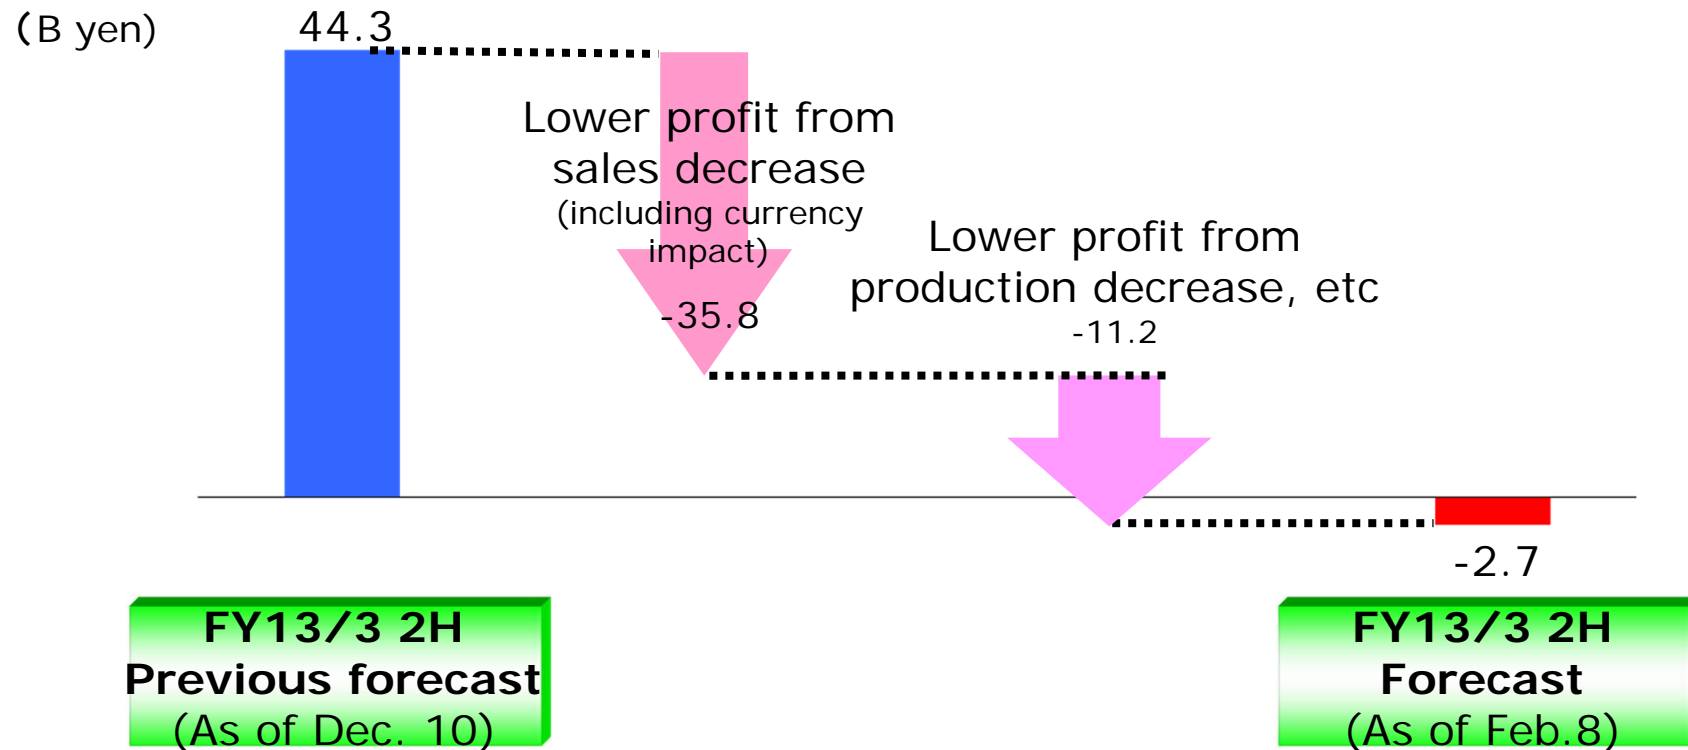 (B yen)
44.3
Lower profit from
sales decrease
(including currency
impact)
-35.8
Lower profit from
production decrease, etc
-11.2
-2.7
FY13/3 2H
Previous forecast
(As of Dec. 10)
FY13/3 2H
Forecast
(As of Feb.8)